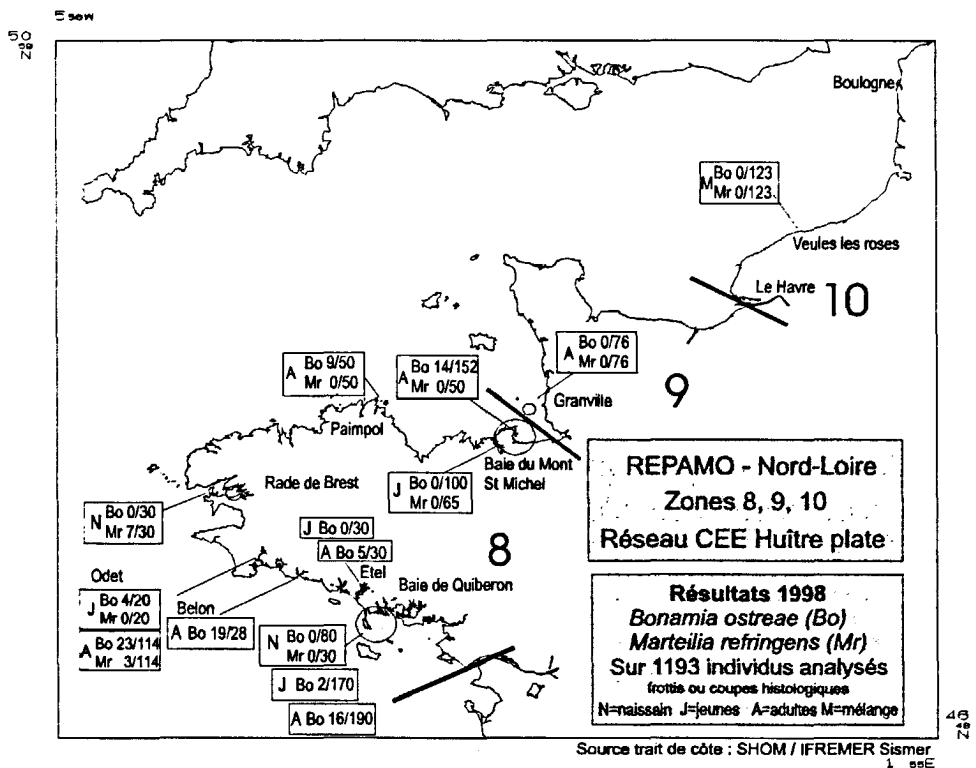 5
50
N
Boulogne
M Bo 0/123
Mr 0/123
Veules les roses
Le Havre
10
A Bo 0/76
Mr 0/76
A Bo 9/50
Mr 0/50
A Bo 14/152
Mr 0/50
9
Granville
Paimpol
Baie du Mont
St Michel
J Bo 0/100
Mr 0/65
Rade de Brest
N Bo 0/30
Mr 7/30
J Bo 0/30
A Bo 5/30
Etel
8
Baie de Quiberon
Odet
J Bo 4/20
Mr 0/20
A Bo 23/114
Mr 3/114
Belon
A Bo 19/28
N Bo 0/80
Mr 0/30
J Bo 2/170
A Bo 16/190
REPAMO - Nord-Loire
Zones 8, 9, 10
Réseau CEE Huître plate
Résultats 1998
Bonamia ostreae (Bo)
Marteilia refringens (Mr)
Sur 1193 individus analysés
frottis ou coupes histologiques
N=naissain J=jeunes A=adultes M=mélange
N
Source trait de côte : SHOM / IFREMER Sismer
1